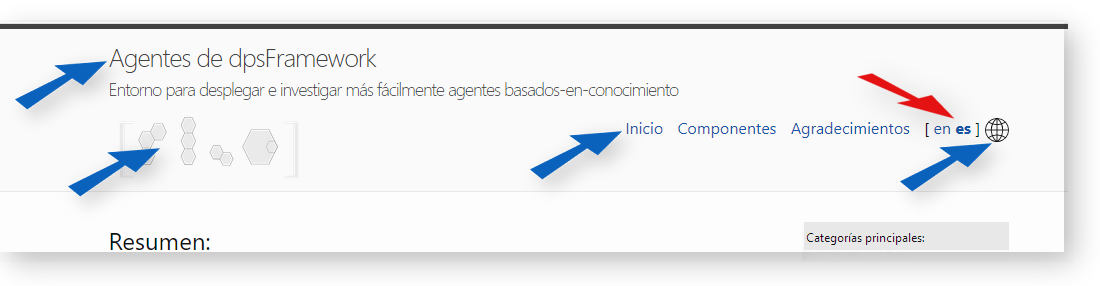 Agentes de dpsFramework
Entorno para desplegar e investigar más fácilmente agentes basados-en-conocimiento
Inicio Componentes Agradecimientos [ en es ]
Resumen:
Categorías principales: